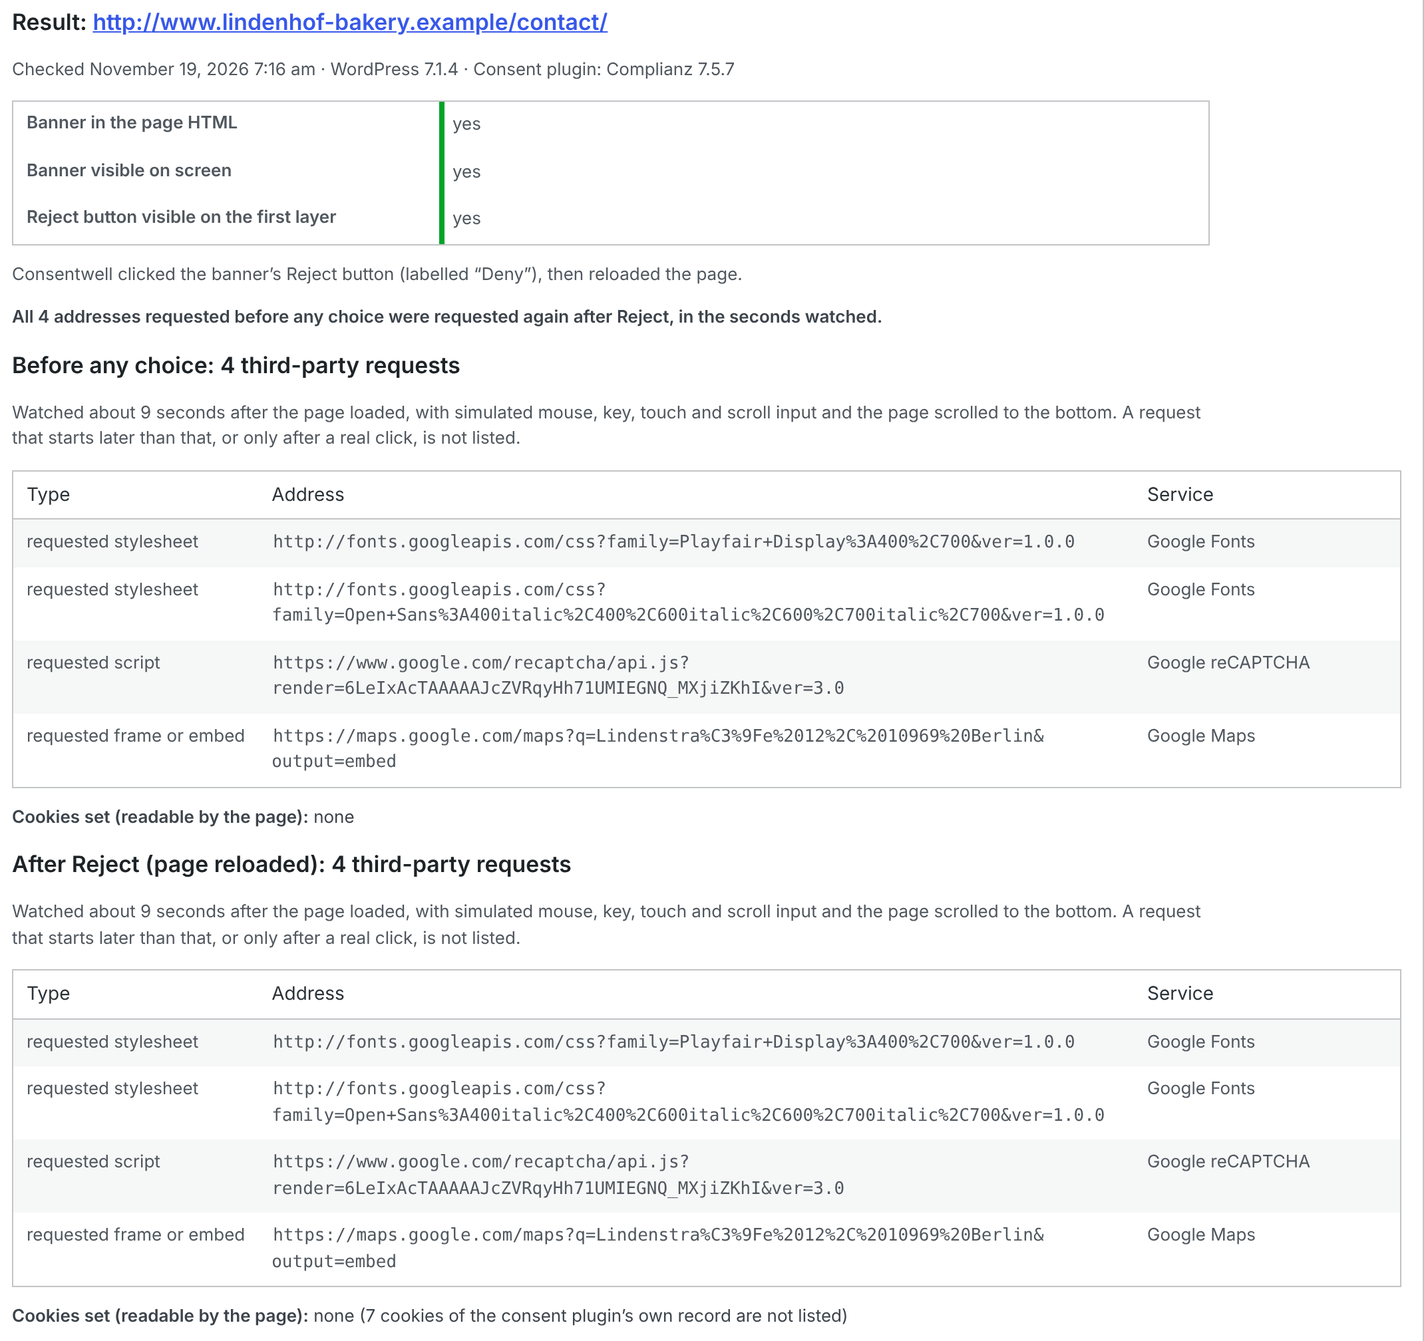 Result: http://www.lindenhof-bakery.example/contact/
Checked November 19, 2026 7:16 am · WordPress 7.1.4 · Consent plugin: Complianz 7.5.7
Banner in the page HTML yes
Banner visible on screen yes
Reject button visible on the first layer yes
Consentwell clicked the banner’s Reject button (labelled “Deny”), then reloaded the page.
All 4 addresses requested before any choice were requested again after Reject, in the seconds watched.
Before any choice: 4 third-party requests
Watched about 9 seconds after the page loaded, with simulated mouse, key, touch and scroll input and the page scrolled to the bottom. A request
that starts later than that, or only after a real click, is not listed.
Type Address Service
requested stylesheet http://fonts.googleapis.com/css?family=Playfair+Display%3A400%2C700&ver=1.0.0 Google Fonts
requested stylesheet http://fonts.googleapis.com/css? Google Fonts
family=Open+Sans%3A400italic%2C400%2C600italic%2C600%2C700italic%2C700&ver=1.0.0
requested script https://www.google.com/recaptcha/api.js? Google reCAPTCHA
render=6LeIxAcTAAAAAJcZVRqyHh71UMIEGNQ_MXjiZKhI&ver=3.0
requested frame or embed https://maps.google.com/maps?q=Lindenstra%C3%9Fe%2012%2C%2010969%20Berlin& Google Maps
output=embed
Cookies set (readable by the page): none
After Reject (page reloaded): 4 third-party requests
Watched about 9 seconds after the page loaded, with simulated mouse, key, touch and scroll input and the page scrolled to the bottom. A request
that starts later than that, or only after a real click, is not listed.
Type Address Service
requested stylesheet http://fonts.googleapis.com/css?family=Playfair+Display%3A400%2C700&ver=1.0.0 Google Fonts
requested stylesheet http://fonts.googleapis.com/css? Google Fonts
family=Open+Sans%3A400italic%2C400%2C600italic%2C600%2C700italic%2C700&ver=1.0.0
requested script https://www.google.com/recaptcha/api.js? Google reCAPTCHA
render=6LeIxAcTAAAAAJcZVRqyHh71UMIEGNQ_MXjiZKhI&ver=3.0
requested frame or embed https://maps.google.com/maps?q=Lindenstra%C3%9Fe%2012%2C%2010969%20Berlin& Google Maps
output=embed
Cookies set (readable by the page): none (7 cookies of the consent plugin’s own record are not listed)